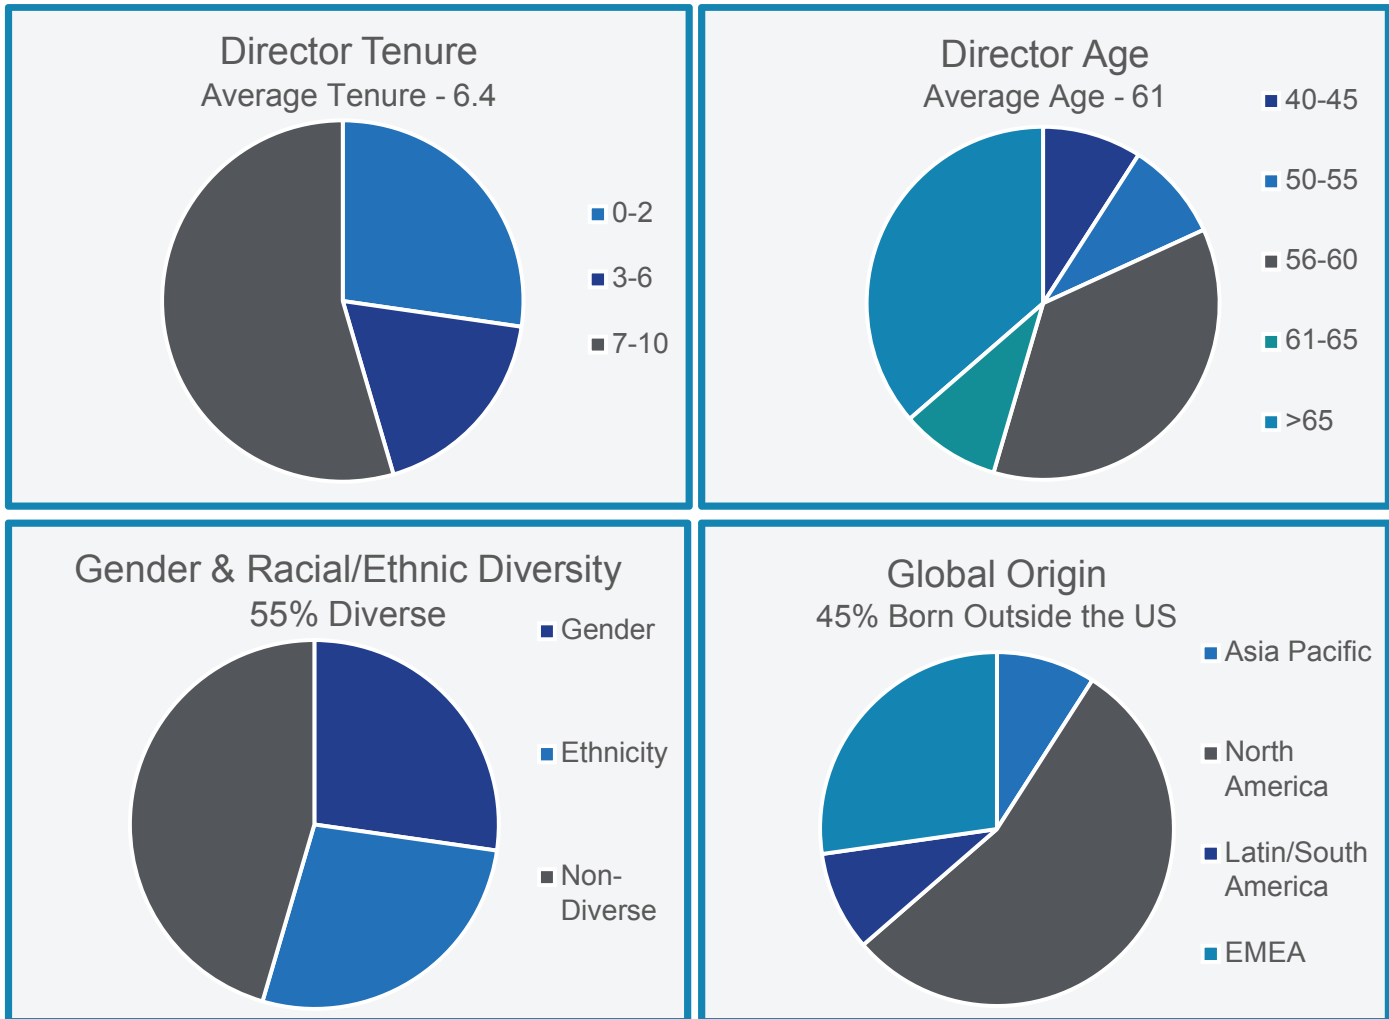 Director Tenure
Average Tenure - 6.4
0-2
3-6
7-10
Director Age
Average Age - 61
40-45
50-55
56-60
61-65
>65
Gender & Racial/Ethnic Diversity
55% Diverse
Gender
Ethnicity
Non-
Diverse
Global Origin
45% Born Outside the US
Asia Pacific
North
America
Latin/South
America
EMEA